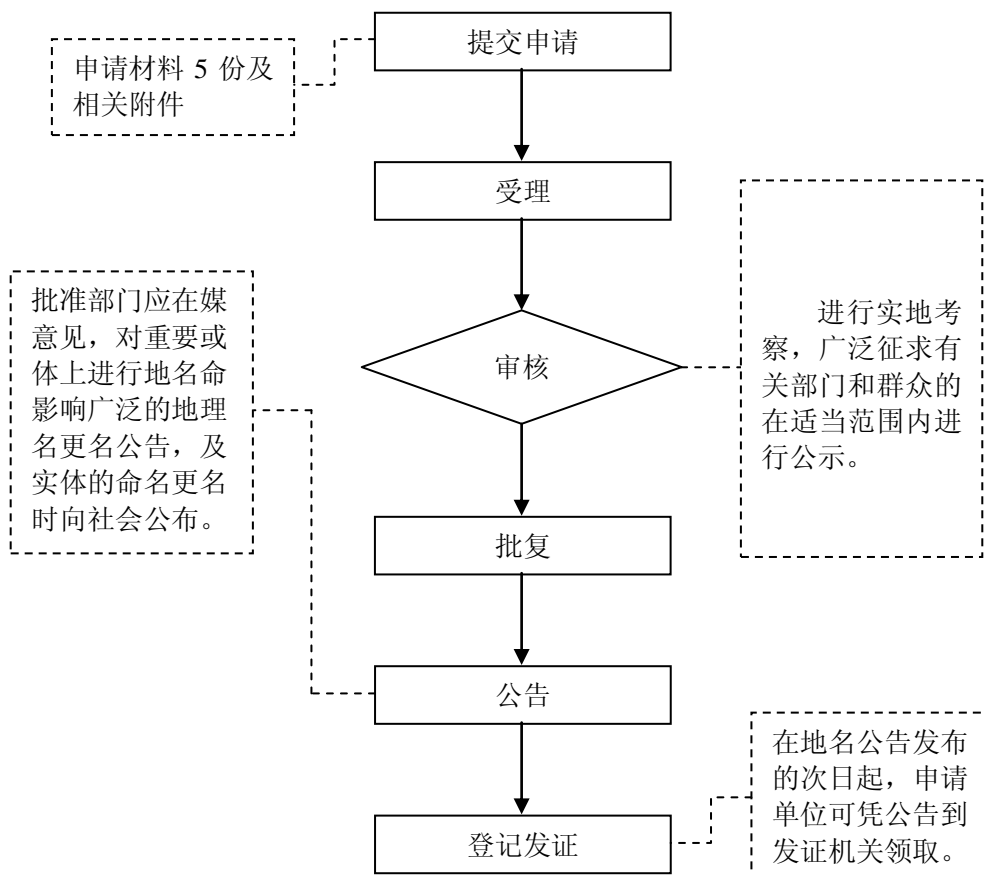 提交申请
申请材料 5 份及
相关附件
受理
进行实地考
察，广泛征求有
关部门和群众的
在适当范围内进
行公示。
审核
批准部门应在媒
意见，对重要或
体上进行地名命
影响广泛的地理
名更名公告，及
实体的命名更名
时向社会公布。
批复
公告
在地名公告发布
的次日起，申请
单位可凭公告到
发证机关领取。
登记发证